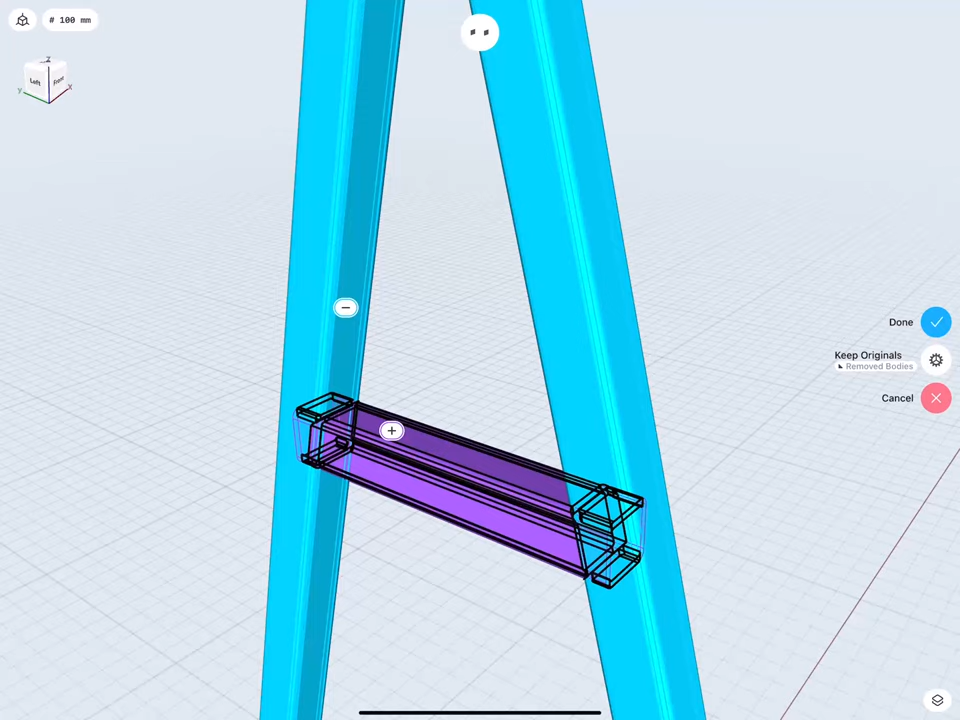 # 100 mm
Z
Left
Front
y
X
Done
Keep Originals
Removed Bodies
Cancel